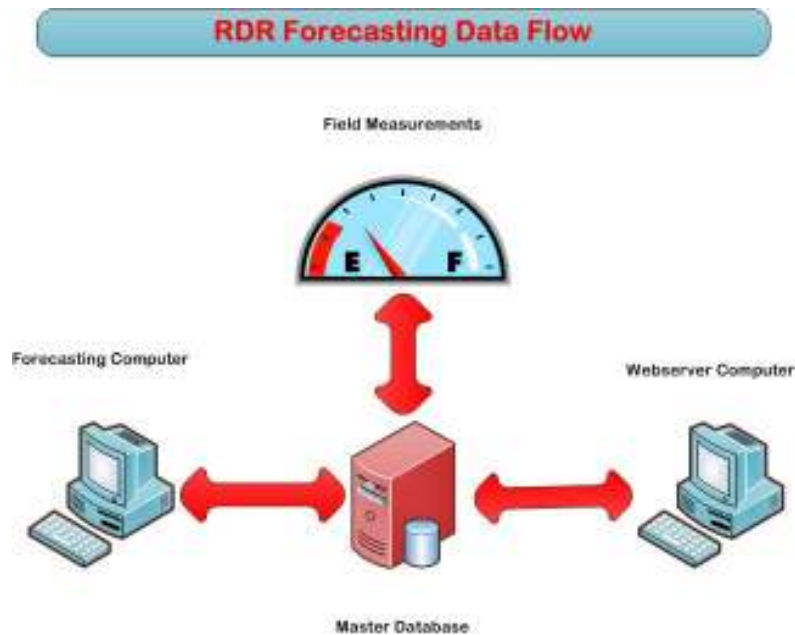 RDR Forecasting Data Flow
Field Measurements
E F
Forecasting Computer
Webserver Computer
Master Database